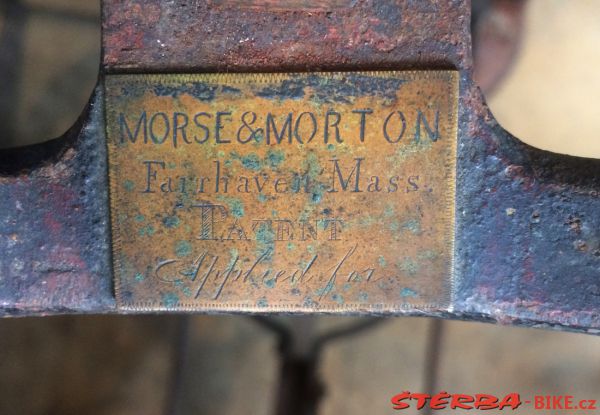 MORSE & MORTON
Fairhaven Mass.
PATENT
Applied for
ŠTĚRBA-BIKE.cz